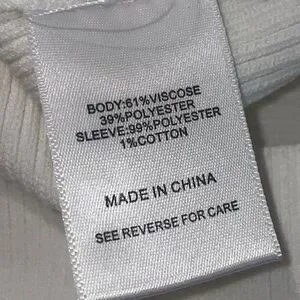 BODY:61%VISCOSE
39%POLYESTER
SLEEVE:99%POLYESTER
1%COTTON
MADE IN CHINA
SEE REVERSE FOR CARE